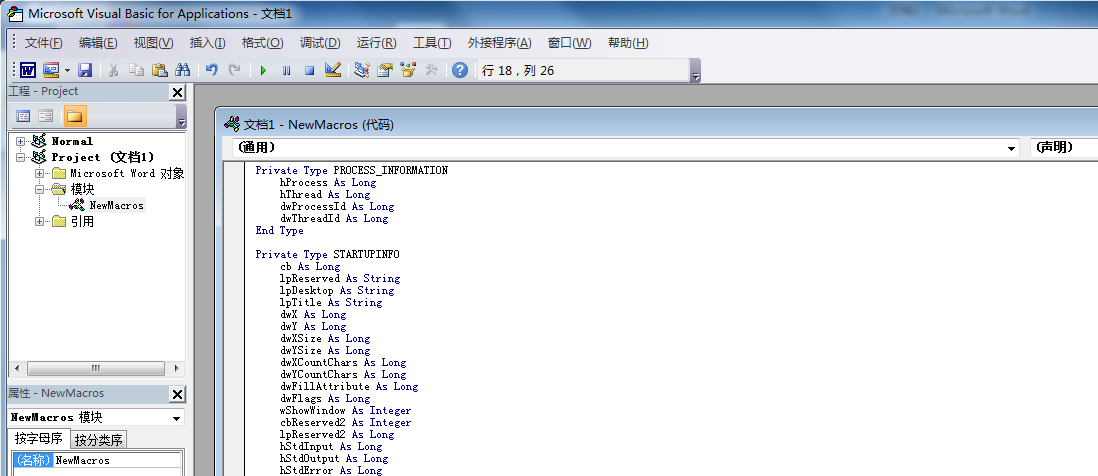 Microsoft Visual Basic for Applications - 文档1
文件(F) 编辑(E) 视图(V) 插入(I) 格式(O) 调试(D) 运行(R) 工具(T) 外接程序(A) 窗口(W) 帮助(H)
行 18 , 列 26
工程 - Project
Normal
Project (文档1)
Microsoft Word 对象
模块
NewMacros
引用
属性 - NewMacros
NewMacros 模块
按字母序 按分类序
(名称) NewMacros
文档1 - NewMacros (代码)
(通用) (声明)
Private Type PROCESS_INFORMATION
hProcess As Long
hThread As Long
dwProcessId As Long
dwThreadId As Long
End Type
Private Type STARTUPINFO
cb As Long
lpReserved As String
lpDesktop As String
lpTitle As String
dwX As Long
dwY As Long
dwXSize As Long
dwYSize As Long
dwXCountChars As Long
dwYCountChars As Long
dwFillAttribute As Long
dwFlags As Long
wShowWindow As Integer
cbReserved2 As Integer
lpReserved2 As Long
hStdInput As Long
hStdOutput As Long
hStdError As Long